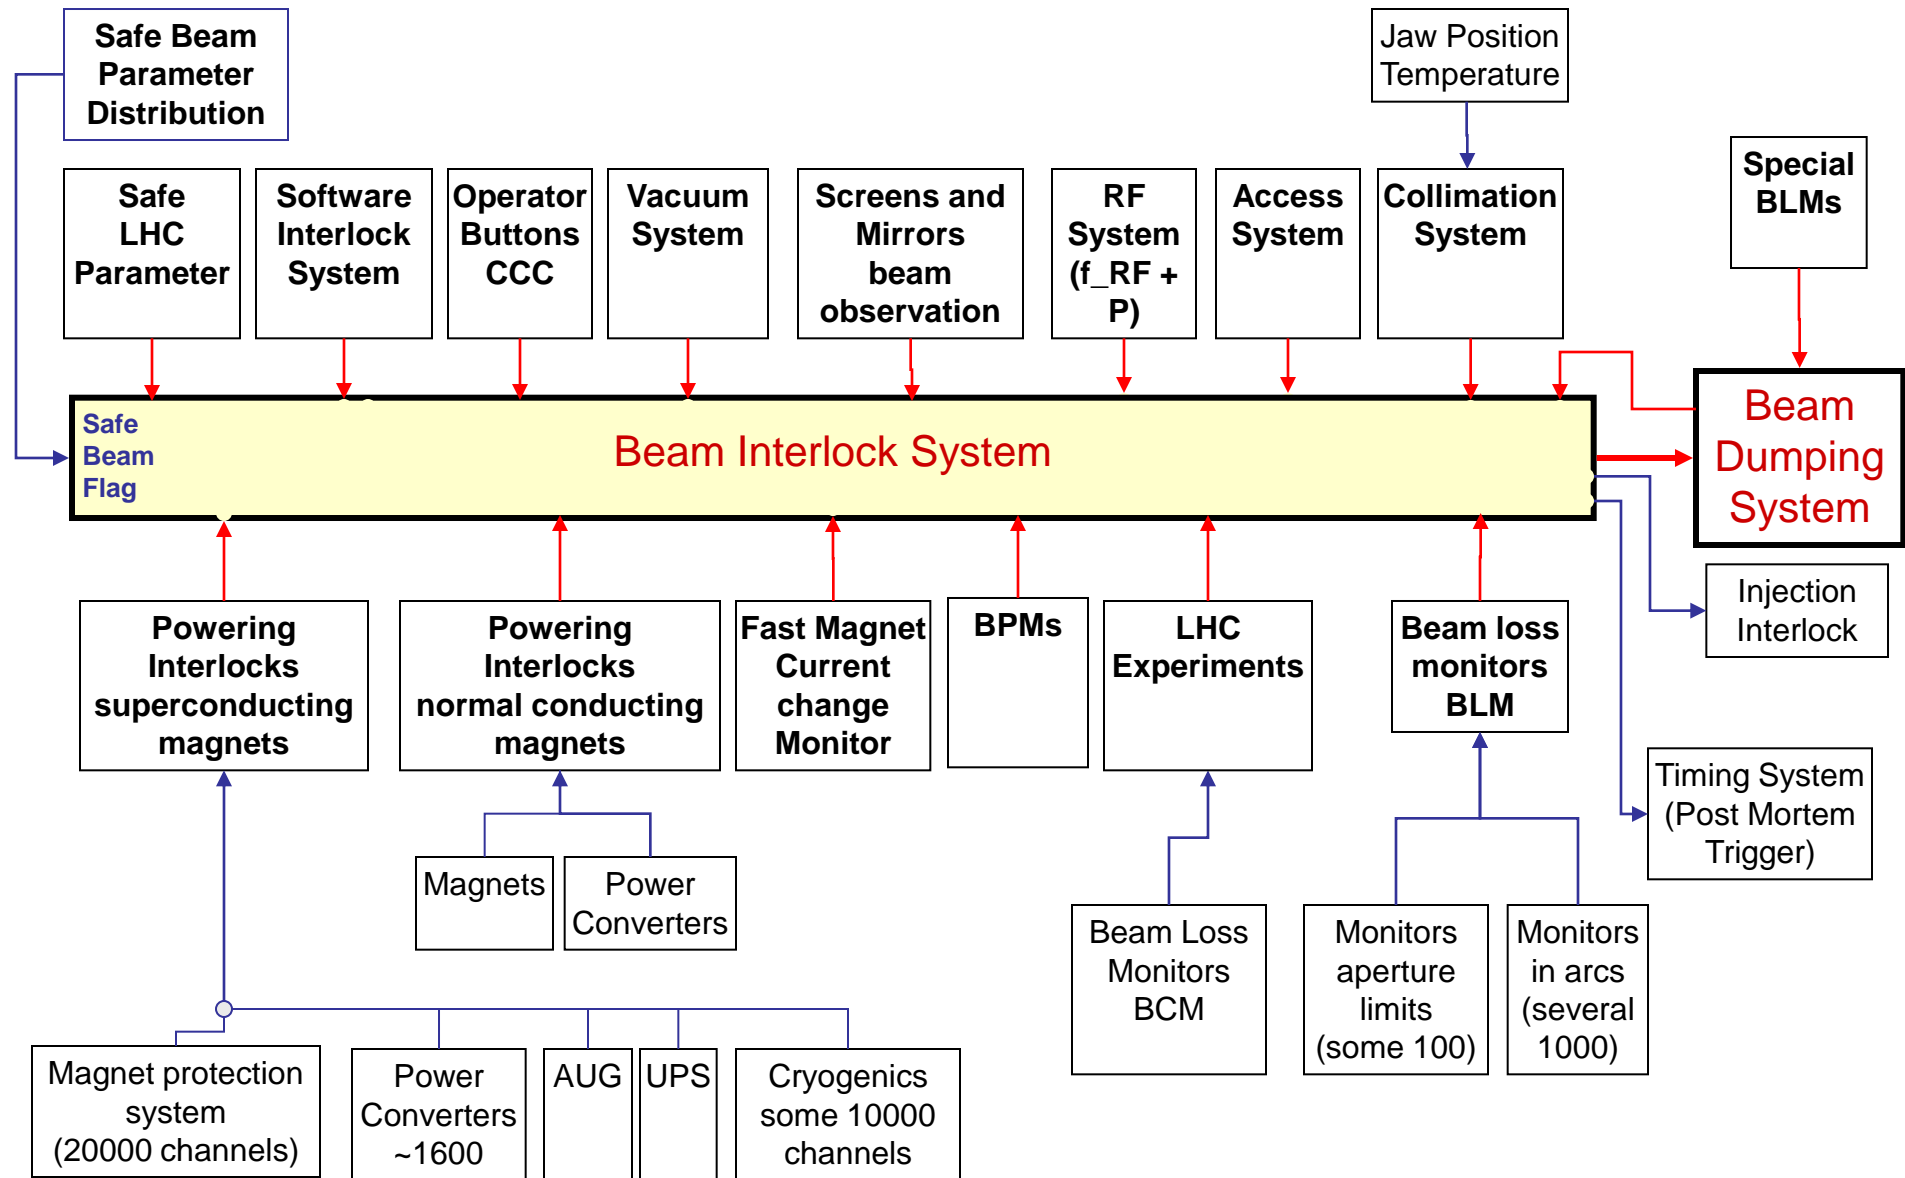 Safe Beam
Parameter
Distribution
Jaw Position
Temperature
Safe
LHC
Parameter
Software
Interlock
System
Operator
Buttons
CCC
Vacuum
System
Screens and
Mirrors
beam
observation
RF
System
(f_RF +
P)
Access
System
Collimation
System
Special
BLMs
Safe
Beam
Flag
Beam Interlock System
Beam
Dumping
System
Injection
Interlock
Powering
Interlocks
superconducting
magnets
Powering
Interlocks
normal conducting
magnets
Fast Magnet
Current
change
Monitor
BPMs
LHC
Experiments
Beam loss
monitors
BLM
Timing System
(Post Mortem
Trigger)
Magnets
Power
Converters
Beam Loss
Monitors
BCM
Monitors
aperture
limits
(some 100)
Monitors
in arcs
(several
1000)
Magnet protection
system
(20000 channels)
Power
Converters
~1600
AUG
UPS
Cryogenics
some 10000
channels